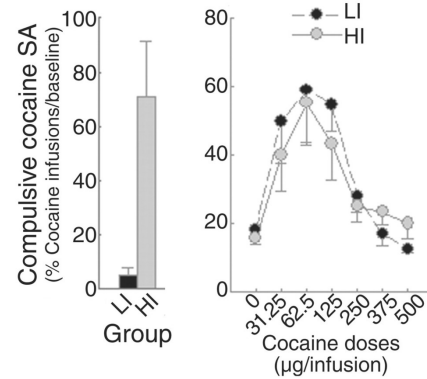 Compulsive cocaine SA
(% Cocaine infusions/baseline)
100
80
60
40
20
0
LI
HI
Group
LI
HI
80
60
40
20
0
0
31.25
62.5
125
250
375
500
Cocaine doses
(µg/infusion)